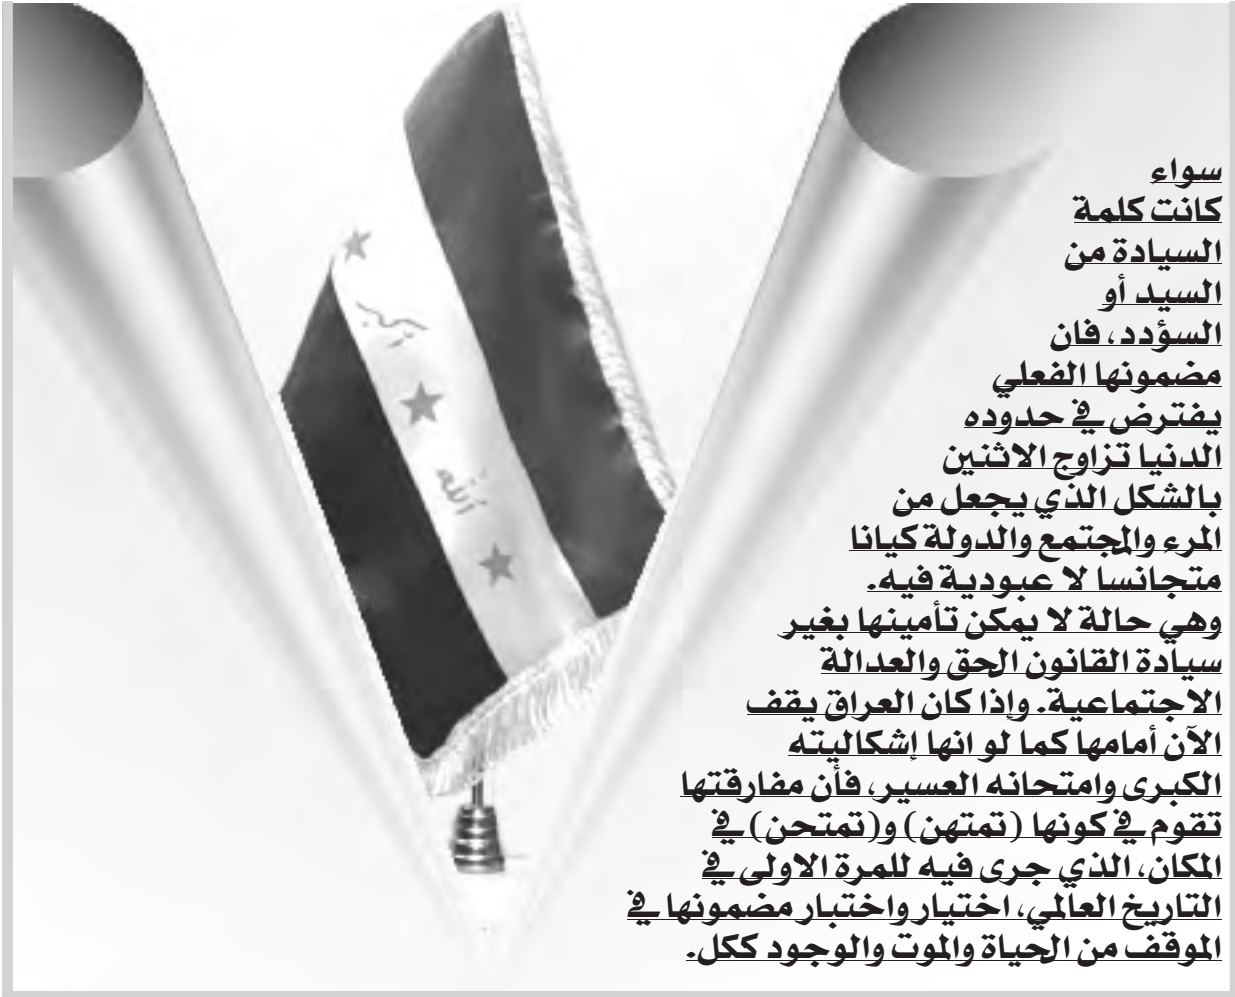 سواء
كانت كلمة
السيادة من
السيد أو
السؤدد، فان
مضمونها الفعلي
يفترض في حدوده
الدنيا تزاوج الاثنين
بالشكل الذي يجعل من
المرء والمجتمع والدولة كيانا
متجانسا لا عبودية فيه.
وهي حالة لا يمكن تأمينها بغير
سيادة القانون الحق والعدالة
الاجتماعية. وإذا كان العراق يقف
الآن أمامها كما لو انها إشكاليته
الكبرى وامتحانه العسير، فأن مفارقتها
تقوم في كونها (تمتهن) و(تمتحن) في
المكان، الذي جرى فيه للمرة الاولى في
التاريخ العالمي، اختيار واختبار مضمونها في
الموقف من الحياة والموت والوجود ككل.
الله
أكبر